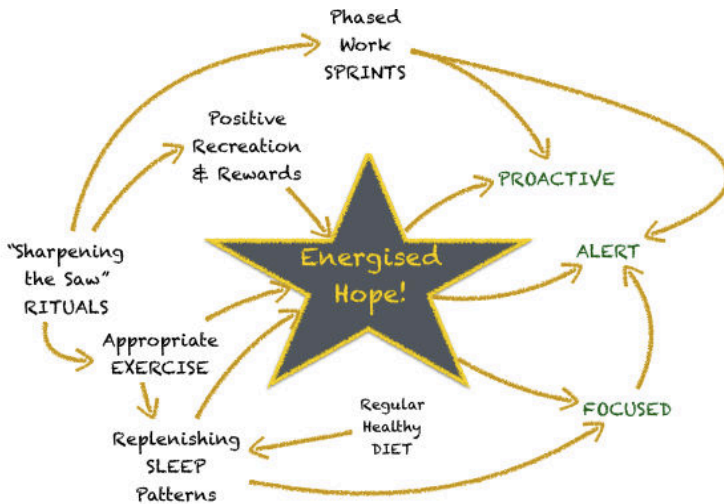 Phased
Work
SPRINTS
Positive
Recreation
& Rewards
PROACTIVE
"Sharpening
the Saw"
RITUALS
Energised
Hope!
ALERT
Appropriate
EXERCISE
Regular
Healthy
DIET
FOCUSED
Replenishing
SLEEP
Patterns